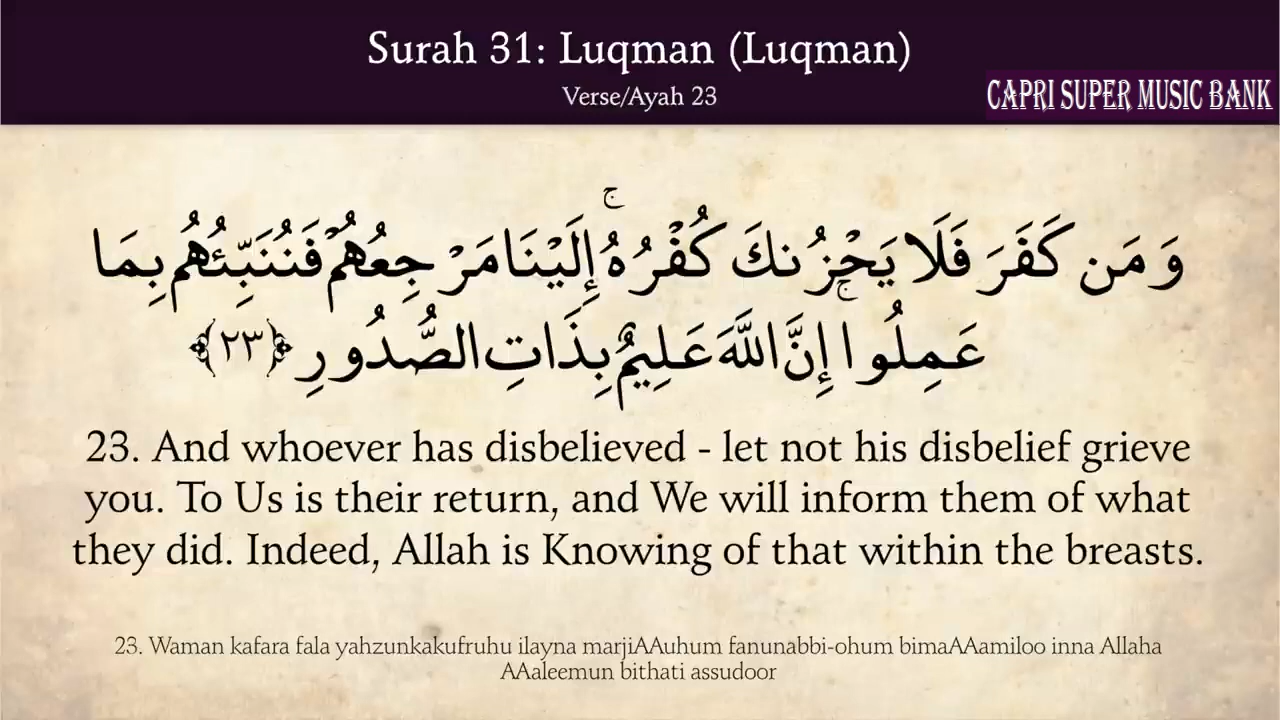 Surah 31: Luqman (Luqman)
Verse/Ayah 23
CAPRI SUPER MUSIC BANK
وَمَن كَفَرَ فَلَا يَحْزُنكَ كُفْرُهُ ۚ إِلَيْنَا مَرْجِعُهُمْ فَنُنَبِّئُهُم بِمَا
عَمِلُوا ۚ إِنَّ اللَّهَ عَلِيمٌ بِذَاتِ الصُّدُورِ ﴿٢٣﴾
23. And whoever has disbelieved - let not his disbelief grieve
you. To Us is their return, and We will inform them of what
they did. Indeed, Allah is Knowing of that within the breasts.
23. Waman kafara fala yahzunkakufruhu ilayna marjiAAuhum fanunabbi-ohum bimaAAamiloo inna Allaha
AAaleemun bithati assudoor